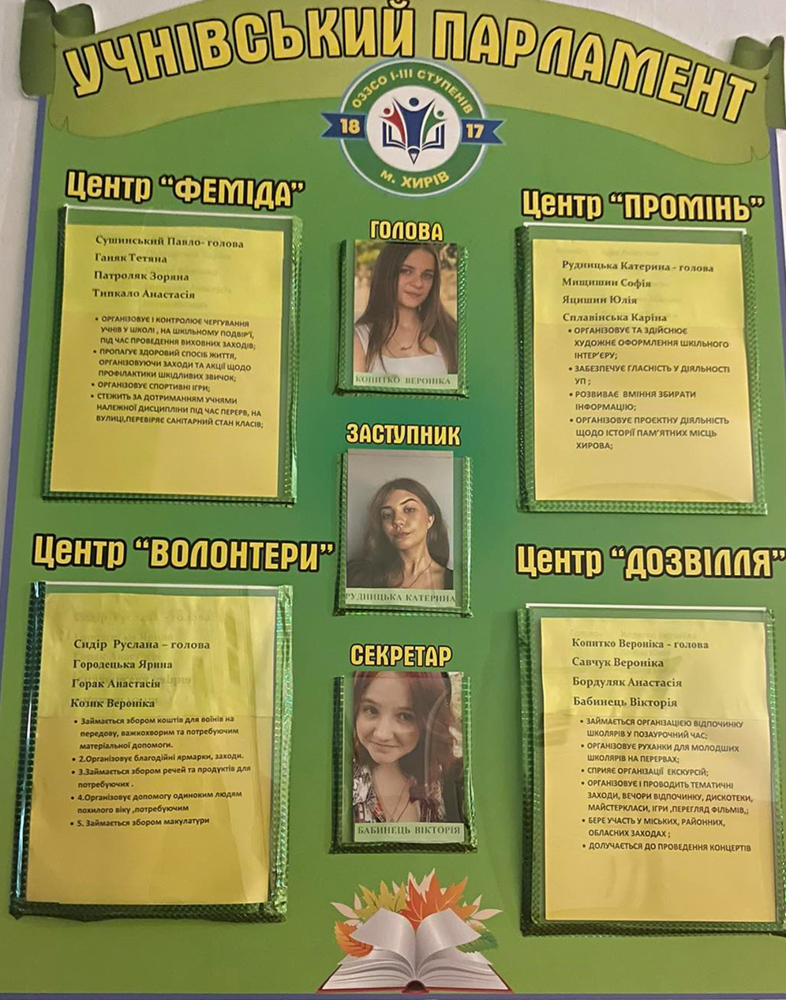 УЧНІВСЬКИЙ ПАРЛАМЕНТ
ОЗЗСО І-ІІІ СТУПЕНІВ
18 17
М. ХИРІВ
Центр “ФЕМІДА”
Сушинський Павло- голова
Ганяк Тетяна
Патроляк Зоряна
Типкало Анастасія
• ОРГАНІЗОВУЄ І КОНТРОЛЮЄ ЧЕРГУВАННЯ
УЧНІВ У ШКОЛІ , НА ШКІЛЬНОМУ ПОДВІР'Ї,
ПІД ЧАС ПРОВЕДЕННЯ ВИХОВНИХ ЗАХОДІВ;
• ПРОПАГУЄ ЗДОРОВИЙ СПОСІБ ЖИТТЯ,
ОРГАНІЗОВУЮЧИ ЗАХОДИ ТА АКЦІЇ ЩОДО
ПРОФІЛАКТИКИ ШКІДЛИВИХ ЗВИЧОК;
• ОРГАНІЗОВУЄ СПОРТИВНІ ІГРИ;
• СТЕЖИТЬ ЗА ДОТРИМАННЯМ УЧНЯМИ
НАЛЕЖНОЇ ДИСЦИПЛІНИ ПІД ЧАС ПЕРЕРВ, НА
ВУЛИЦІ,ПЕРЕВІРЯЄ САНІТАРНИЙ СТАН КЛАСІВ;
ГОЛОВА
КОПИТКО ВЕРОНІКА
Центр “ПРОМІНЬ”
Рудницька Катерина - голова
Мищишин Софія
Яцишин Юлія
Сплавінська Каріна
• ОРГАНІЗОВУЄ ТА ЗДІЙСНЮЄ
ХУДОЖНЄ ОФОРМЛЕННЯ ШКІЛЬНОГО
ІНТЕР'ЄРУ;
• ЗАБЕЗПЕЧУЄ ГЛАСНІСТЬ У ДІЯЛЬНОСТІ
УП ;
• РОЗВИВАЄ ВМІННЯ ЗБИРАТИ
ІНФОРМАЦІЮ;
• ОРГАНІЗОВУЄ ПРОЄКТНУ ДІЯЛЬНІСТЬ
ЩОДО ІСТОРІЇ ПАМ'ЯТНИХ МІСЦЬ
ХИРОВА;
ЗАСТУПНИК
РУДНИЦЬКА КАТЕРИНА
Центр “ВОЛОНТЕРИ”
Сидір Руслана – голова
Городецька Ярина
Горак Анастасія
Козик Вероніка
• Займається збором коштів для воїнів на
передову, важкохворим та потребуючим
матеріальної допомоги.
• 2.Організовує благодійні ярмарки, заходи.
• 3.Займається збором речей та продуктів для
потребуючих .
• 4.Організовує допомогу одиноким людям
похилого віку ,потребуючим
• 5. Займається збором макулатури
СЕКРЕТАР
БАБИНЕЦЬ ВІКТОРІЯ
Центр “ДОЗВІЛЛЯ”
Копитко Вероніка - голова
Савчук Вероніка
Бордуляк Анастасія
Бабинець Вікторія
• ЗАЙМАЄТЬСЯ ОРГАНІЗАЦІЄЮ ВІДПОЧИНКУ
ШКОЛЯРІВ У ПОЗАУРОЧНИЙ ЧАС;
• ОРГАНІЗОВУЄ РУХАНКИ ДЛЯ МОЛОДШИХ
ШКОЛЯРІВ НА ПЕРЕРВАХ;
• СПРИЯЄ ОРГАНІЗАЦІЇ ЕКСКУРСІЙ;
• ОРГАНІЗОВУЄ І ПРОВОДИТЬ ТЕМАТИЧНІ
ЗАХОДИ, ВЕЧОРИ ВІДПОЧИНКУ, ДИСКОТЕКИ,
МАЙСТЕРКЛАСИ, ІГРИ ,ПЕРЕГЛЯД ФІЛЬМІВ,;
• БЕРЕ УЧАСТЬ У МІСЬКИХ, РАЙОННИХ,
ОБЛАСНИХ ЗАХОДАХ ;
• ДОЛУЧАЄТЬСЯ ДО ПРОВЕДЕННЯ КОНЦЕРТІВ